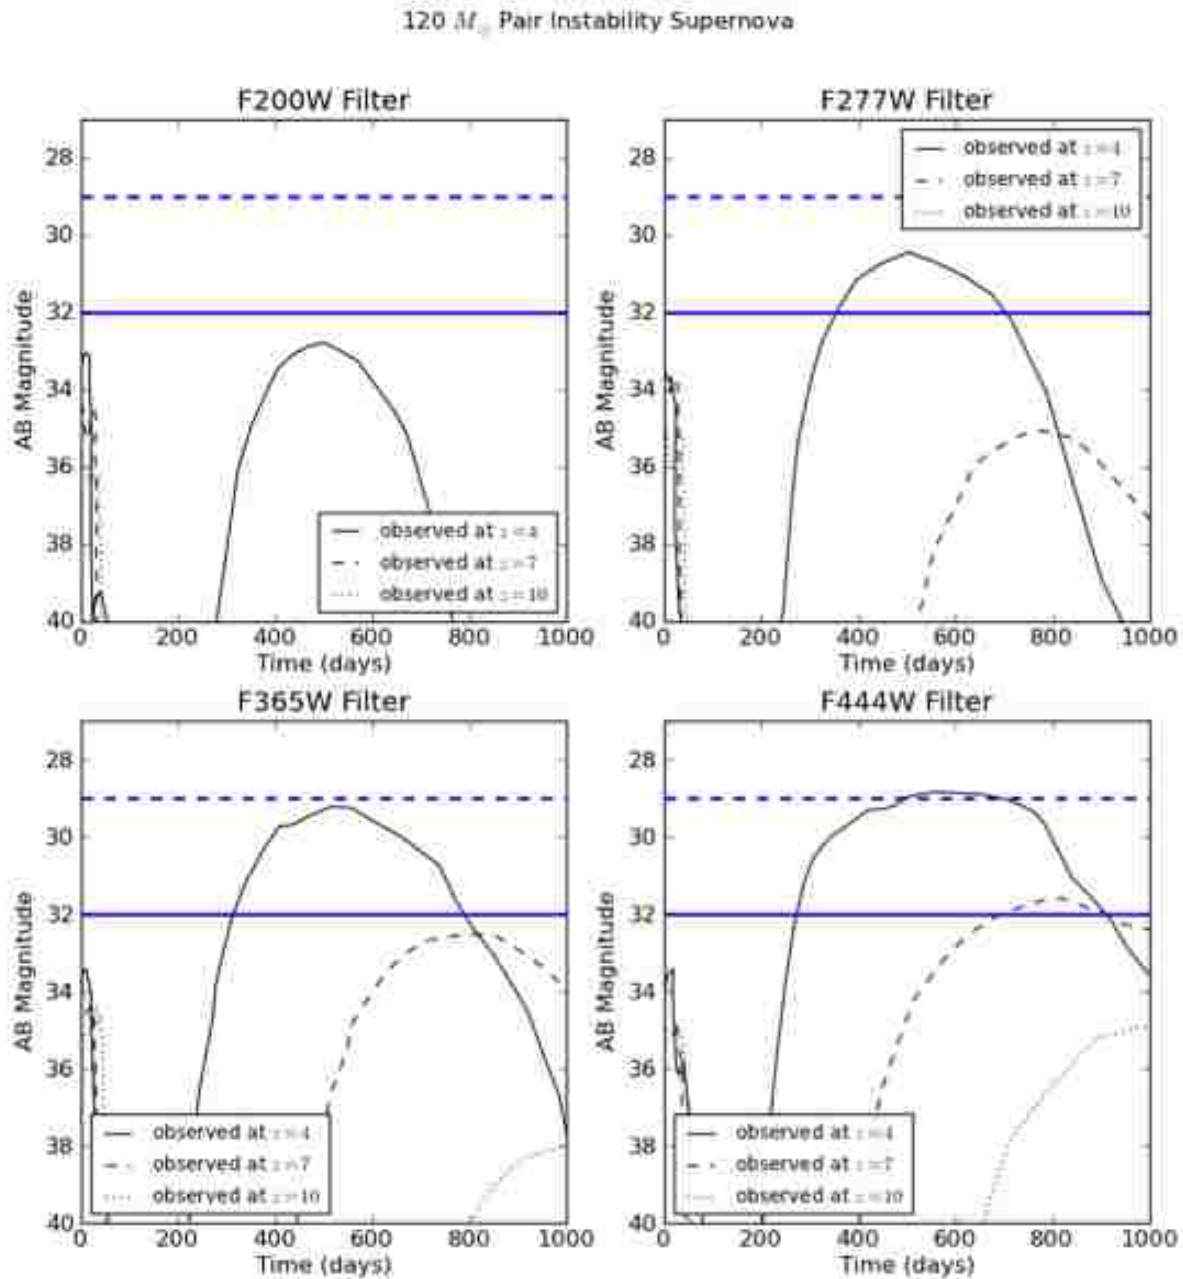 120 M☉ Pair Instability Supernova
F200W Filter
28
30
32
34
36
38
40
AB Magnitude
observed at z=4
observed at z=7
observed at z=10
0 200 400 600 800 1000
Time (days)
F277W Filter
observed at z=4
observed at z=7
observed at z=10
28
30
32
34
36
38
40
AB Magnitude
0 200 400 600 800 1000
Time (days)
F365W Filter
28
30
32
34
36
38
40
AB Magnitude
observed at z=4
observed at z=7
observed at z=10
0 200 400 600 800 1000
Time (days)
F444W Filter
28
30
32
34
36
38
40
AB Magnitude
observed at z=4
observed at z=7
observed at z=10
0 200 400 600 800 1000
Time (days)